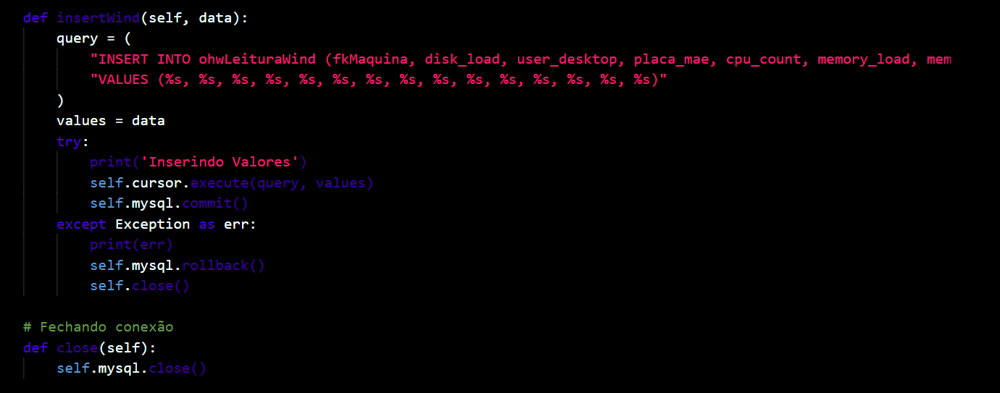 def insertWind(self, data):
    query = (
        "INSERT INTO ohwLeituraWind (fkMaquina, disk_load, user_desktop, placa_mae, cpu_count, memory_load, mem
        "VALUES (%s, %s, %s, %s, %s, %s, %s, %s, %s, %s, %s, %s, %s, %s, %s)"
    )
    values = data
    try:
        print('Inserindo Valores')
        self.cursor.execute(query, values)
        self.mysql.commit()
    except Exception as err:
        print(err)
        self.mysql.rollback()
        self.close()
# Fechando conexão
def close(self):
    self.mysql.close()